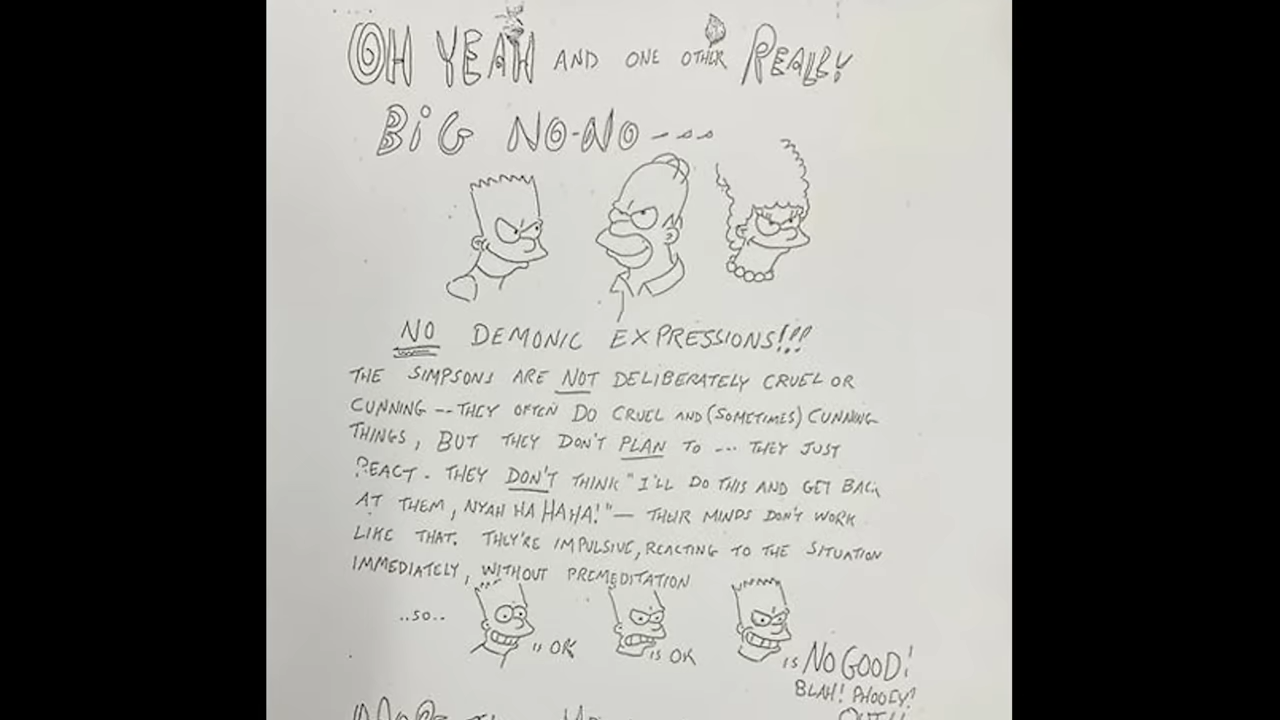 OH YEAH AND ONE OTHER REALLY
BIG NO-NO---
NO DEMONIC EXPRESSIONS!!!
THE SIMPSONS ARE NOT DELIBERATELY CRUEL OR
CUNNING -- THEY OFTEN DO CRUEL AND (SOMETIMES) CUNNING
THINGS, BUT THEY DON'T PLAN TO --- THEY JUST
REACT. THEY DON'T THINK "I'LL DO THIS AND GET BACK
AT THEM, NYAH HA HA HA!" — THEIR MINDS DON'T WORK
LIKE THAT. THEY'RE IMPULSIVE, REACTING TO THE SITUATION
IMMEDIATELY, WITHOUT PREMEDITATION
..SO.. IS OK IS OK IS NO GOOD!
BLAH! PHOOEY!
OUT!!